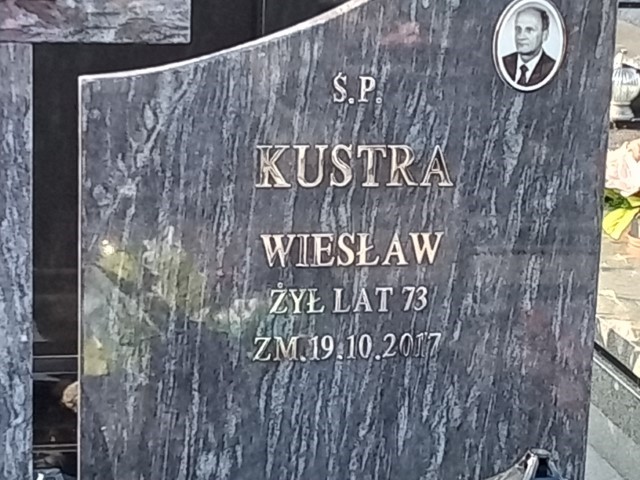 Ś.P.
KUSTRA
WIESŁAW
ŻYŁ LAT 73
ZM.19.10.2017